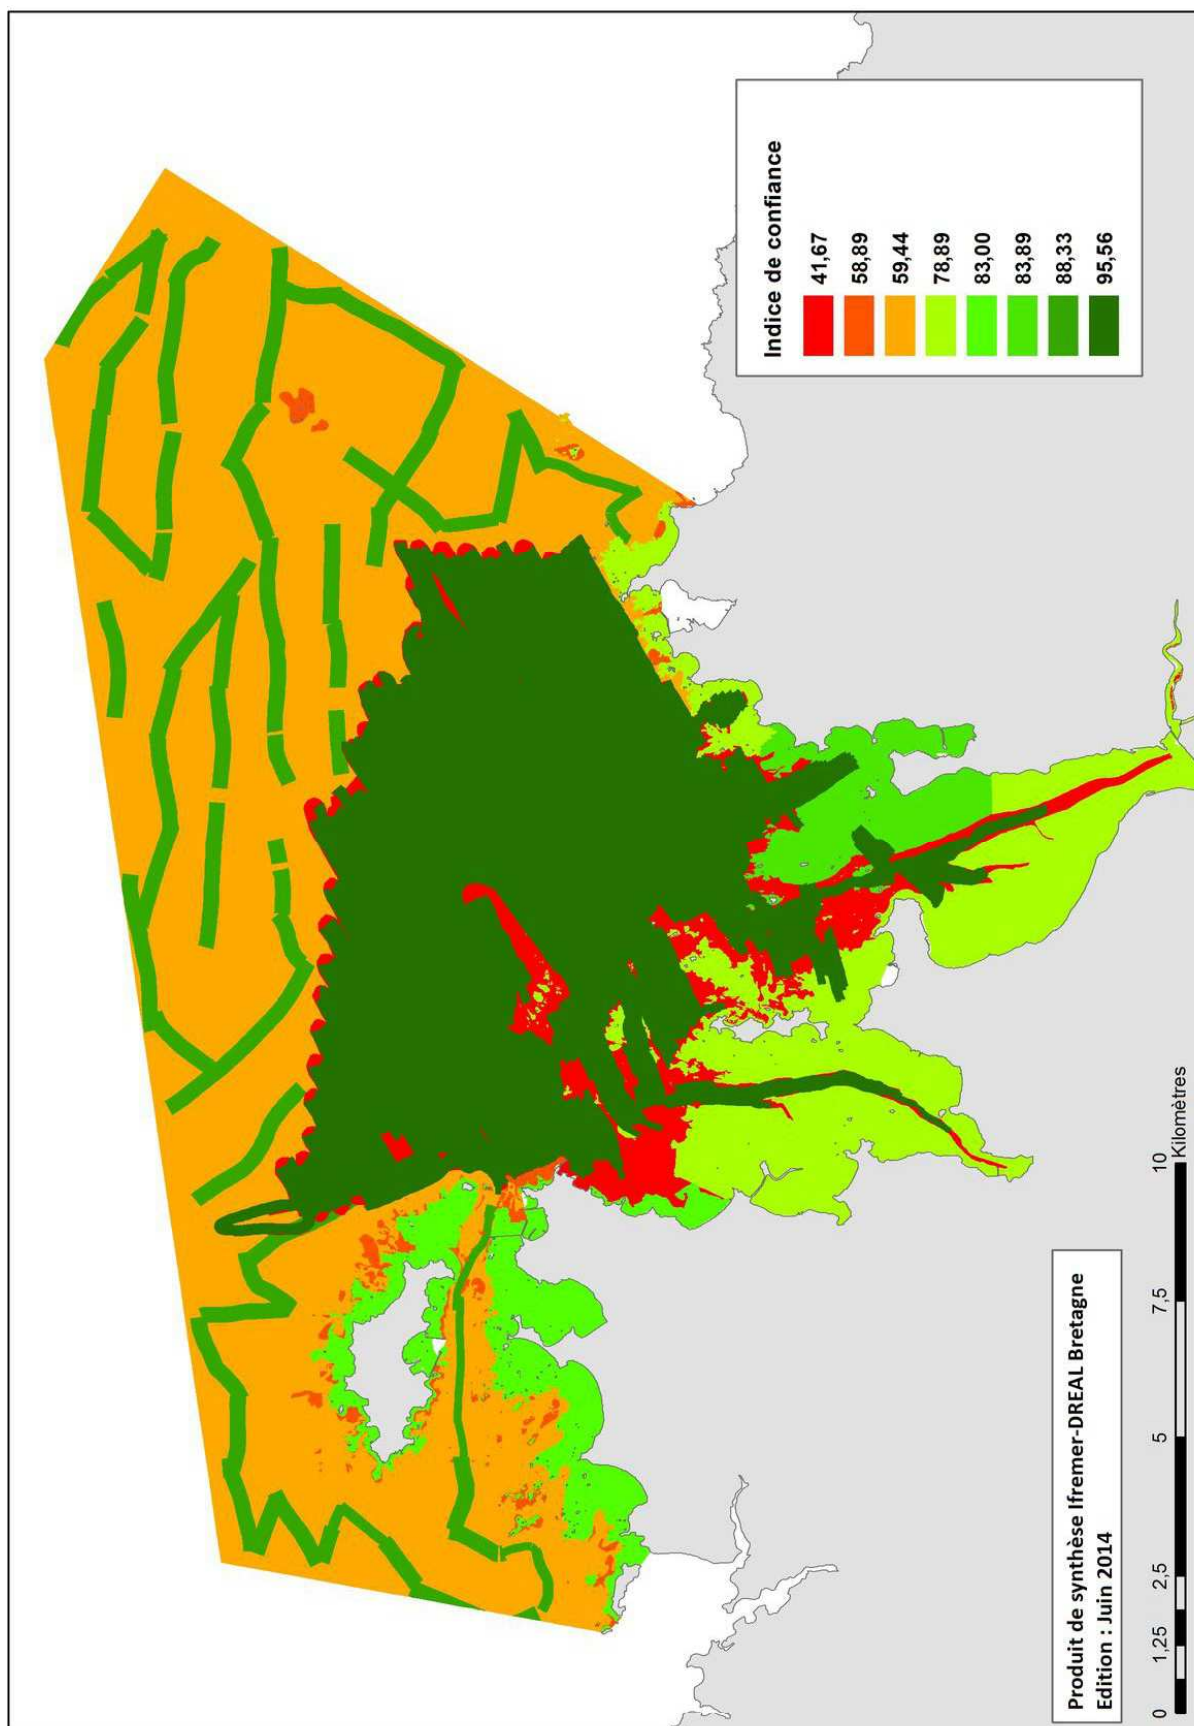 Indice de confiance
41,67
58,89
59,44
78,89
83,00
83,89
88,33
95,56
Produit de synthèse Ifremer-DREAL Bretagne
Edition : Juin 2014
0 1,25 2,5 5 7,5 10
Kilomètres